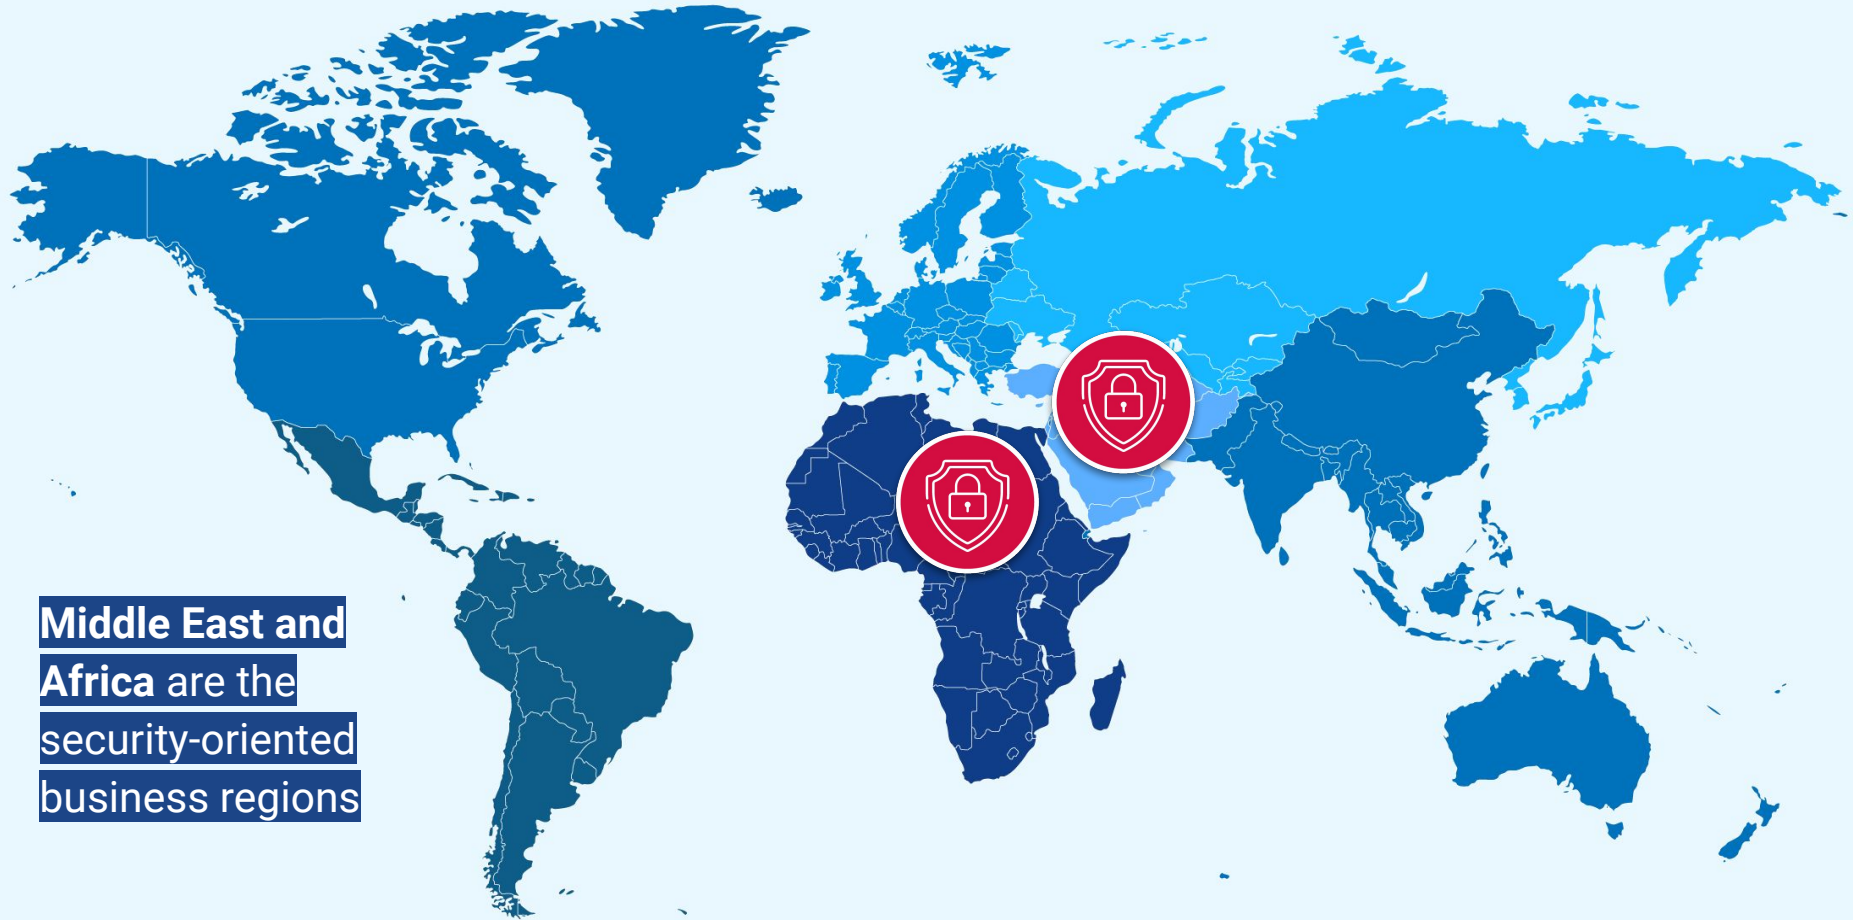 Middle East and
Africa are the
security-oriented
business regions